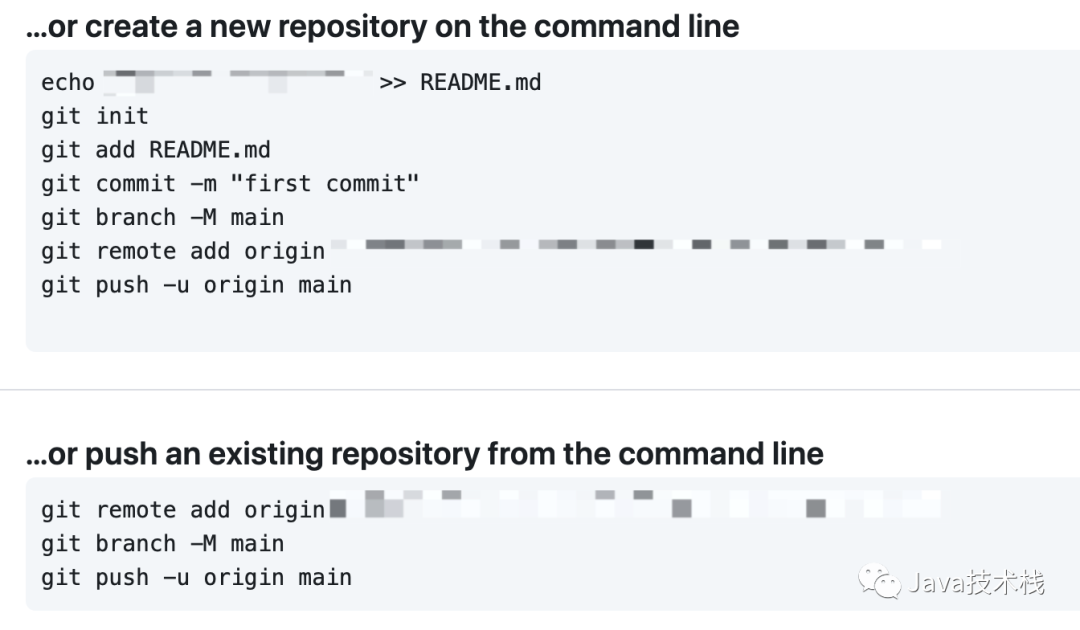 ...or create a new repository on the command line
echo >> README.md
git init
git add README.md
git commit -m "first commit"
git branch -M main
git remote add origin
git push -u origin main
...or push an existing repository from the command line
git remote add origin
git branch -M main
git push -u origin main
Java技术栈